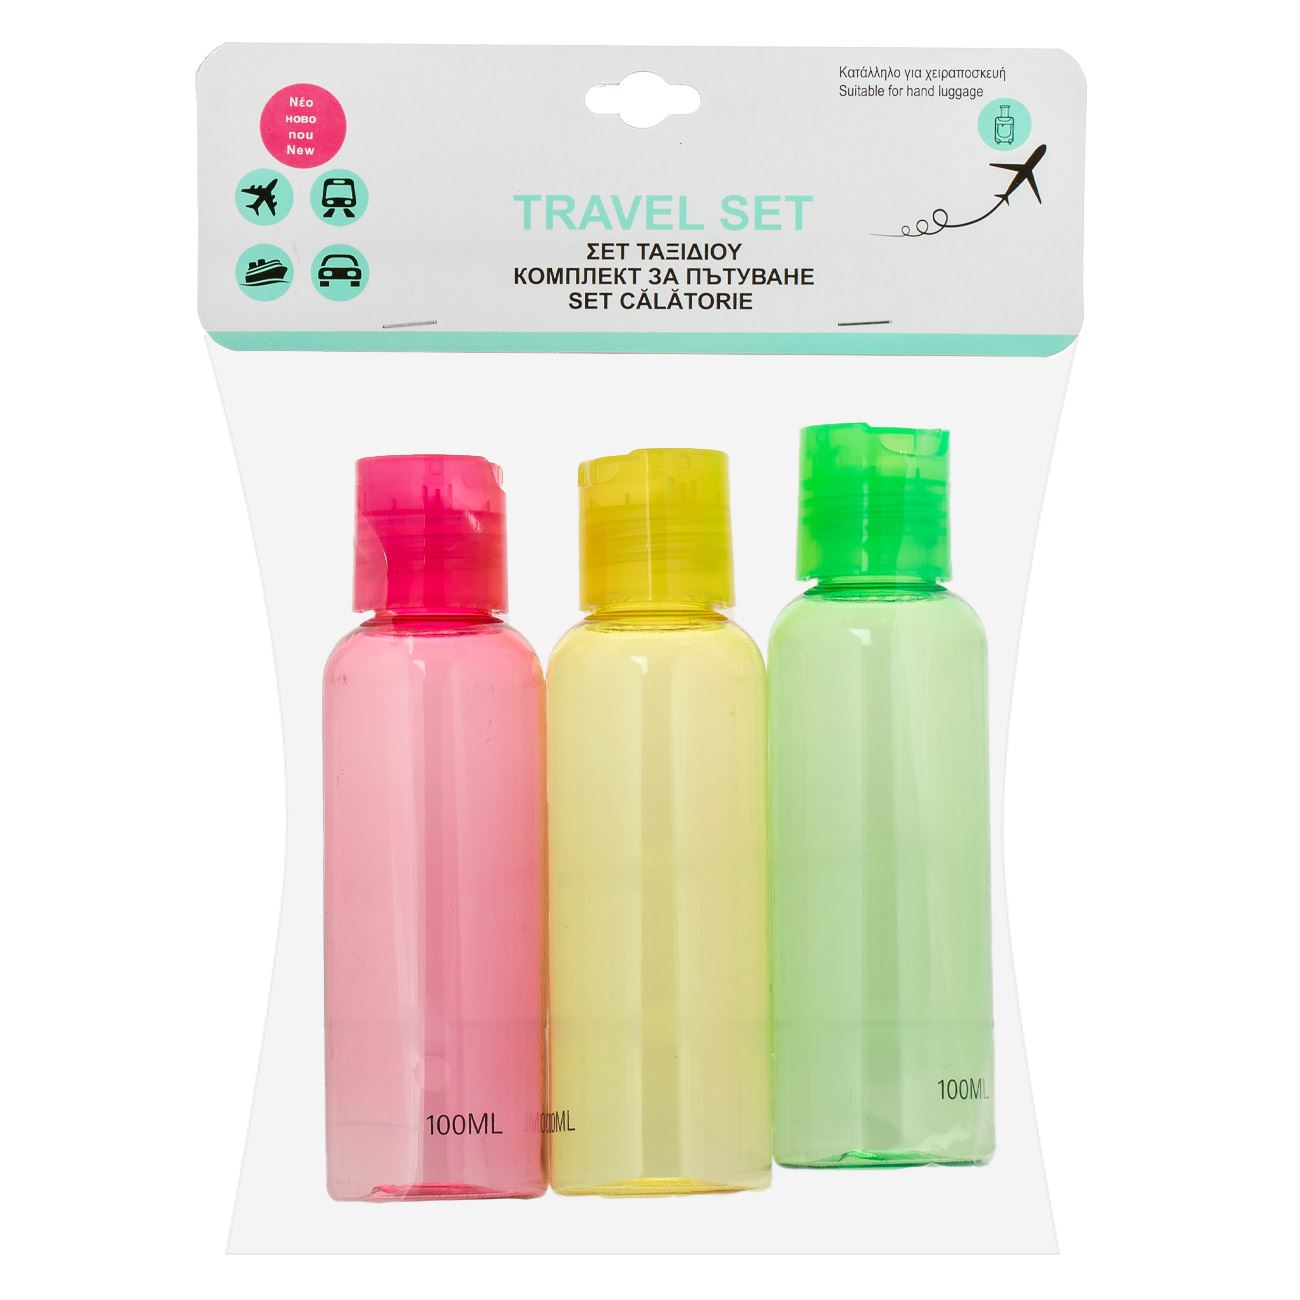 Κατάλληλο για χειραποσκευή
Suitable for hand luggage
Νέο
НОВО
nou
New
TRAVEL SET
ΣΕΤ ΤΑΞΙΔΙΟΥ
КОМПЛЕКТ ЗА ПЪТУВАНЕ
SET CĂLĂTORIE
100ML
100ML